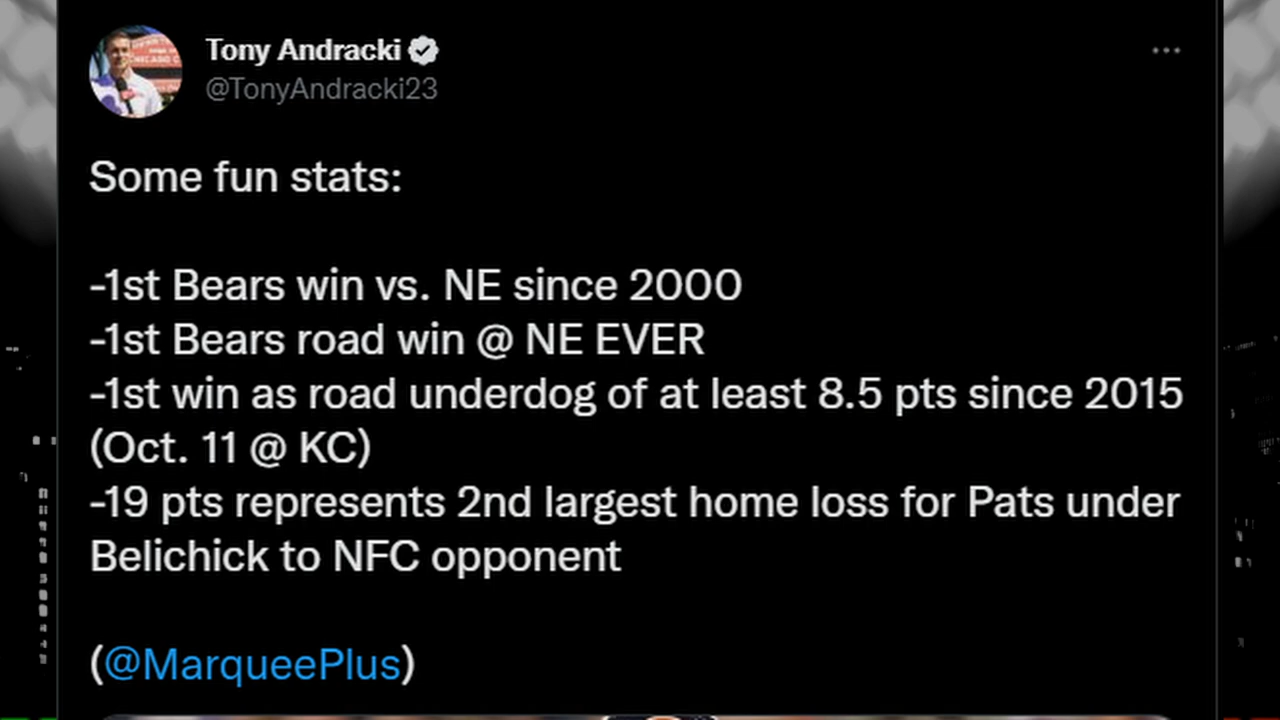 Tony Andracki
@TonyAndracki23
Some fun stats:
-1st Bears win vs. NE since 2000
-1st Bears road win @ NE EVER
-1st win as road underdog of at least 8.5 pts since 2015
(Oct. 11 @ KC)
-19 pts represents 2nd largest home loss for Pats under
Belichick to NFC opponent
(@MarqueePlus)